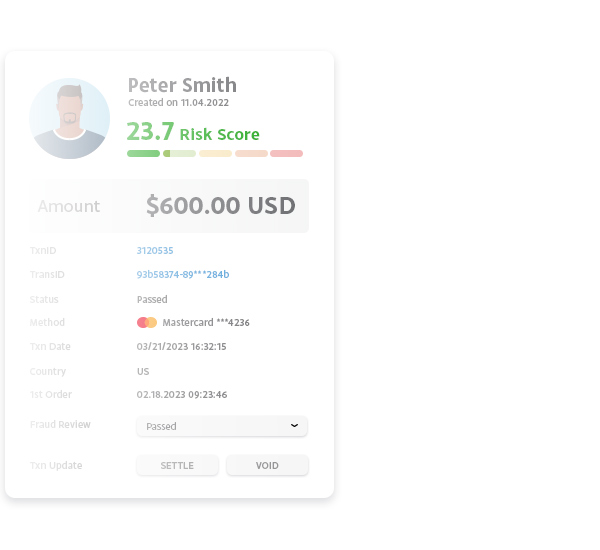 Peter Smith
Created on 11.04.2022
23.7 Risk Score
Amount $600.00 USD
TxnID 3120535
TransID 93b58374-89***284b
Status Passed
Method Mastercard ***4236
Txn Date 03/21/2023 16:32:15
Country US
1st Order 02.18.2023 09:23:46
Fraud Review Passed
Txn Update SETTLE VOID